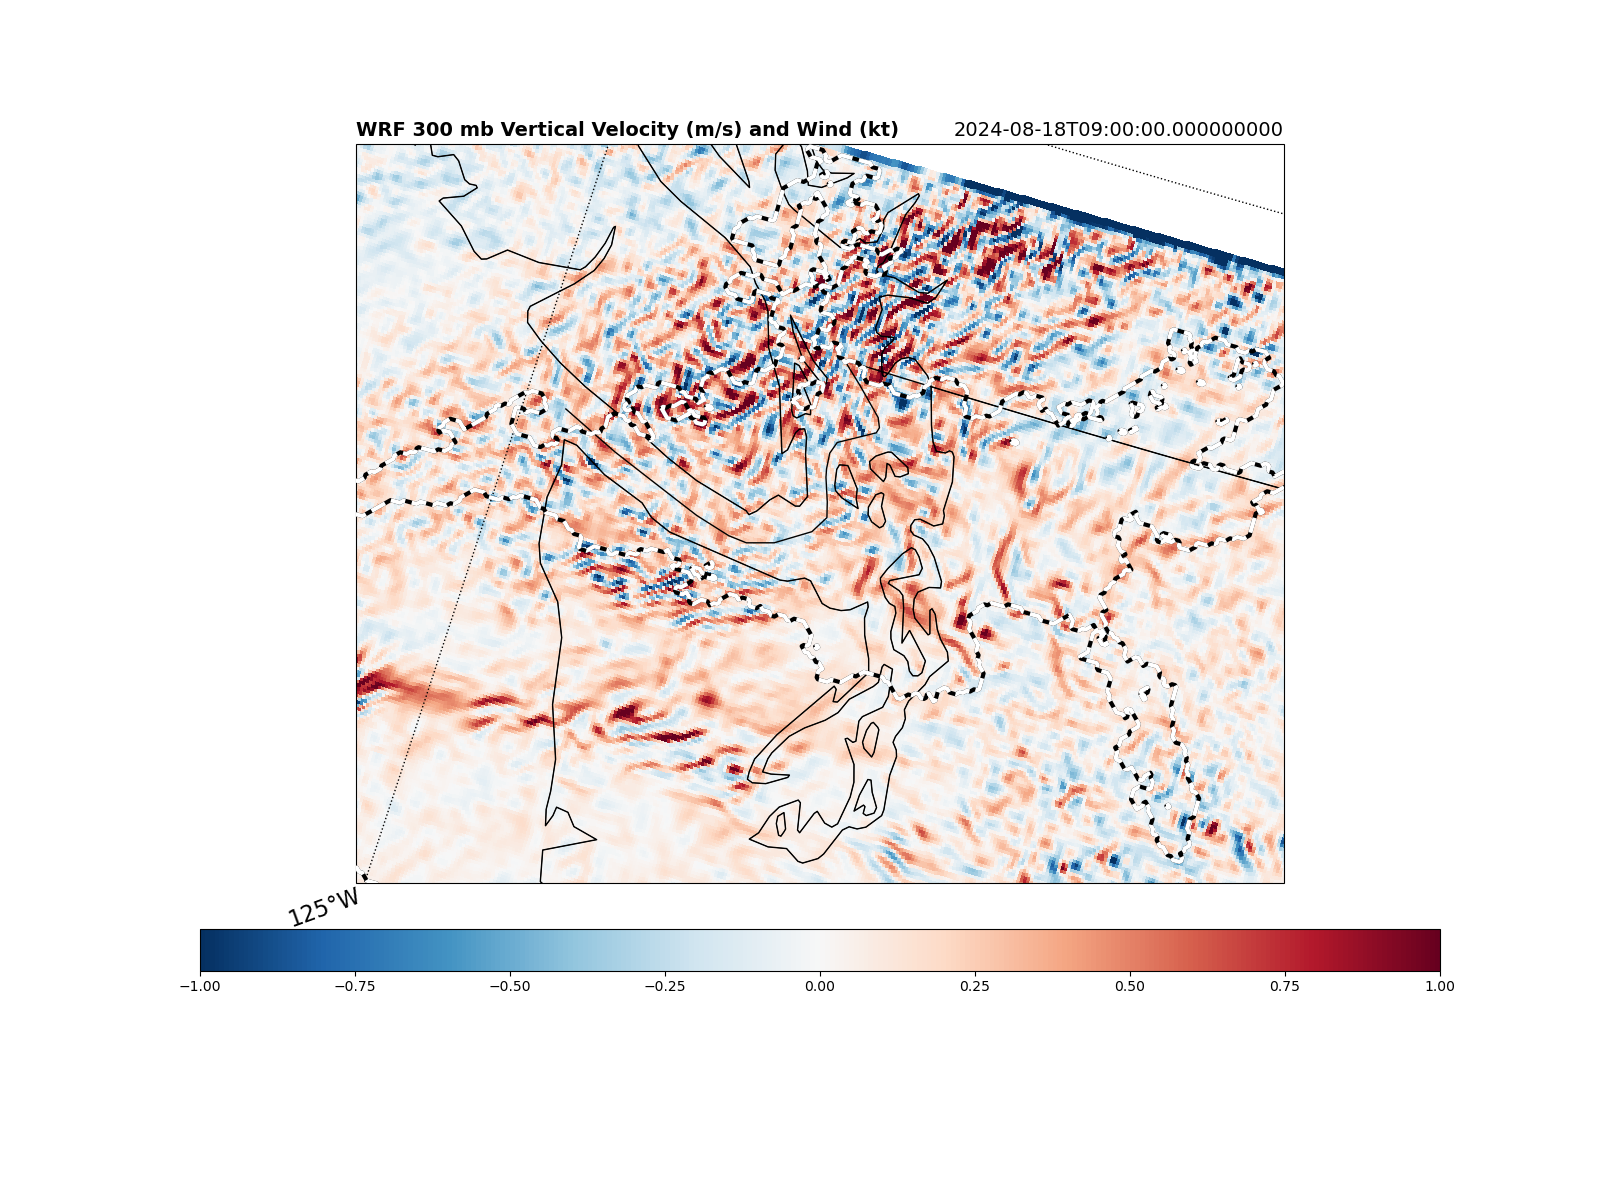 WRF 300 mb Vertical Velocity (m/s) and Wind (kt) 2024-08-18T09:00:00.000000000
125°W
−1.00 −0.75 −0.50 −0.25 0.00 0.25 0.50 0.75 1.00